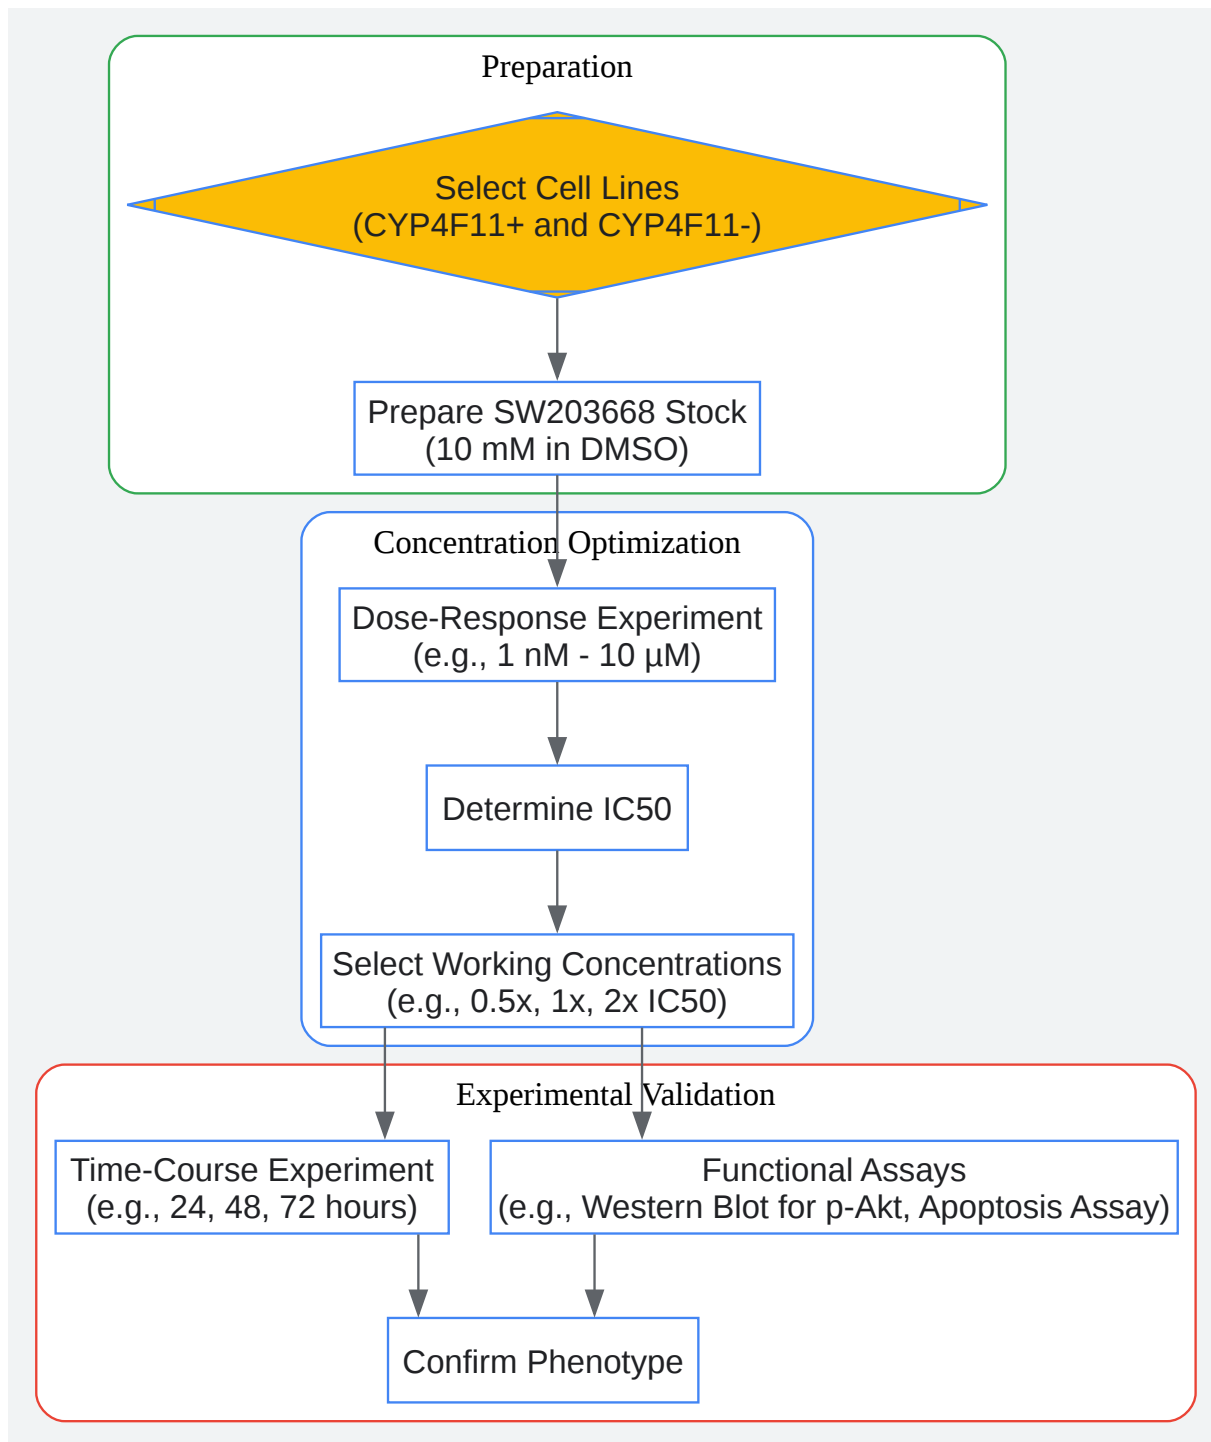 Preparation
Select Cell Lines
(CYP4F11+ and CYP4F11-)
Prepare SW203668 Stock
(10 mM in DMSO)
Concentration Optimization
Dose-Response Experiment
(e.g., 1 nM - 10 µM)
Determine IC50
Select Working Concentrations
(e.g., 0.5x, 1x, 2x IC50)
Experimental Validation
Time-Course Experiment
(e.g., 24, 48, 72 hours)
Functional Assays
(e.g., Western Blot for p-Akt, Apoptosis Assay)
Confirm Phenotype